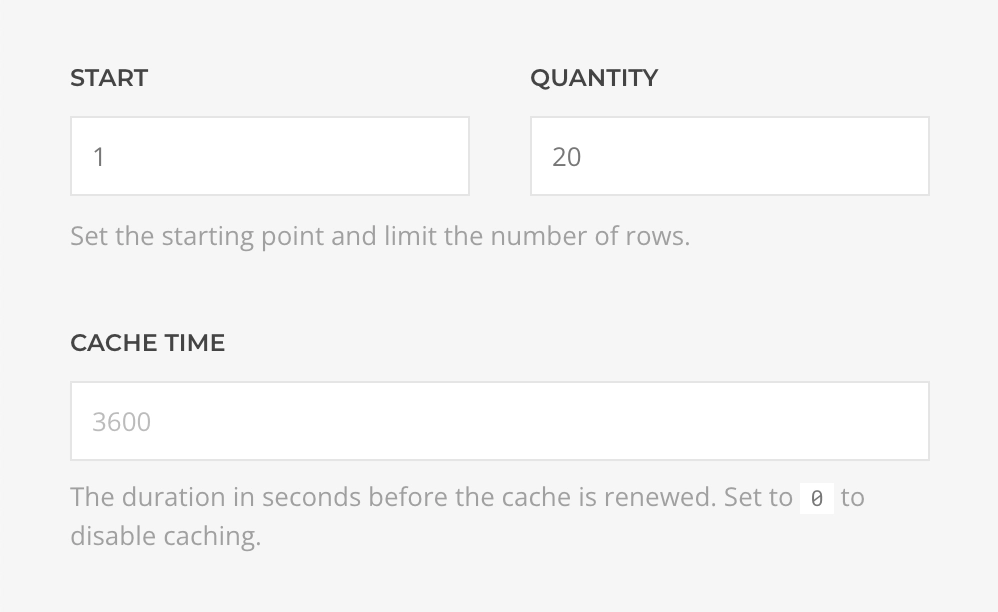 START
QUANTITY
1
20
Set the starting point and limit the number of rows.
CACHE TIME
3600
The duration in seconds before the cache is renewed. Set to 0 to
disable caching.